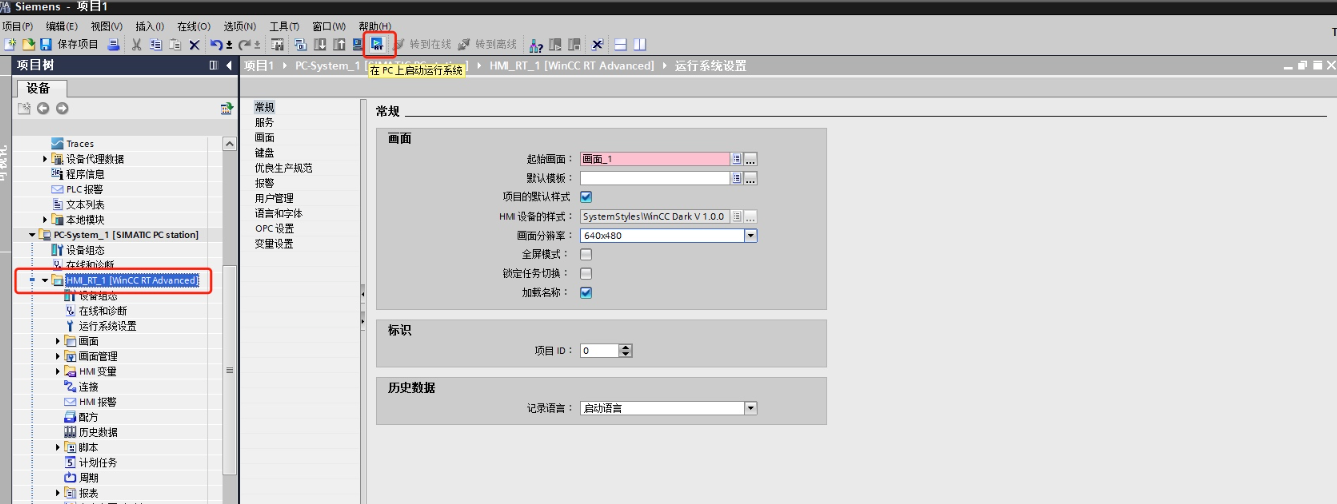 Siemens - 项目1
项目(P) 编辑(E) 视图(V) 插入(I) 在线(O) 选项(N) 工具(T) 窗口(W) 帮助(H)
保存项目 转到在线 转到离线
项目树
项目1 PC-System_1 HMI_RT_1 [WinCC RT Advanced] 运行系统设置
在 PC 上启动运行系统
设备
Traces
设备代理数据
程序信息
PLC 报警
文本列表
本地模块
PC-System_1 [SIMATIC PC station]
设备组态
在线和诊断
HMI_RT_1 [WinCC RT Advanced]
设备组态
在线和诊断
运行系统设置
画面
画面管理
HMI 变量
连接
HMI 报警
配方
历史数据
脚本
计划任务
周期
报表
常规
服务
画面
键盘
优良生产规范
报警
用户管理
语言和字体
OPC 设置
变量设置
常规
画面
起始画面: 画面_1
默认模板:
项目的默认样式
HMI 设备的样式: SystemStyles\WinCC Dark V 1.0.0
画面分辨率: 640x480
全屏模式:
锁定任务切换:
加载名称:
标识
项目 ID: 0
历史数据
记录语言: 启动语言